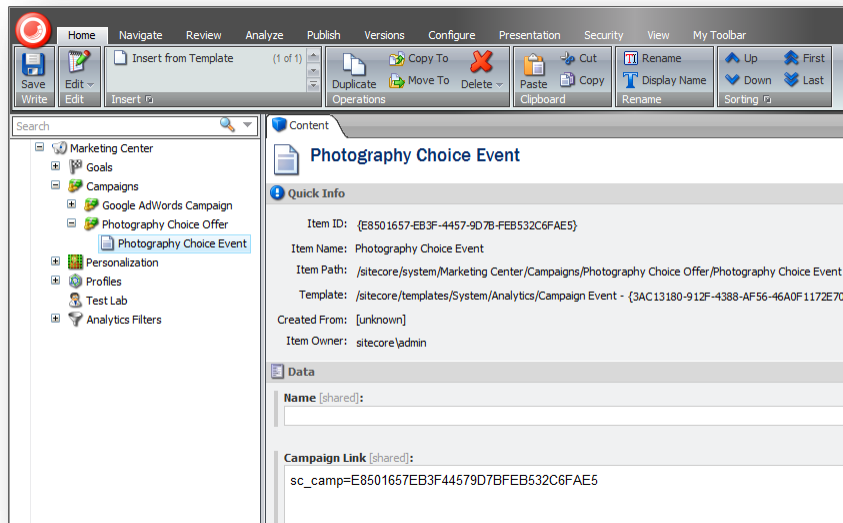 Home Navigate Review Analyze Publish Versions Configure Presentation Security View My Toolbar
Insert from Template (1 of 1) Copy To Cut Rename Up First
Save Edit Duplicate Move To Delete Paste Copy Display Name Down Last
Write Edit Insert Operations Clipboard Rename Sorting
Search
Content
Marketing Center
Goals
Campaigns
Google AdWords Campaign
Photography Choice Offer
Photography Choice Event
Personalization
Profiles
Test Lab
Analytics Filters
Photography Choice Event
Quick Info
Item ID: {E8501657-EB3F-4457-9D7B-FEB532C6FAE5}
Item Name: Photography Choice Event
Item Path: /sitecore/system/Marketing Center/Campaigns/Photography Choice Offer/Photography Choice Event
Template: /sitecore/templates/System/Analytics/Campaign Event - {3AC13180-912F-4388-AF56-46A0F1172E70
Created From: [unknown]
Item Owner: sitecore\admin
Data
Name [shared]:
Campaign Link [shared]:
sc_camp=E8501657EB3F44579D7BFEB532C6FAE5